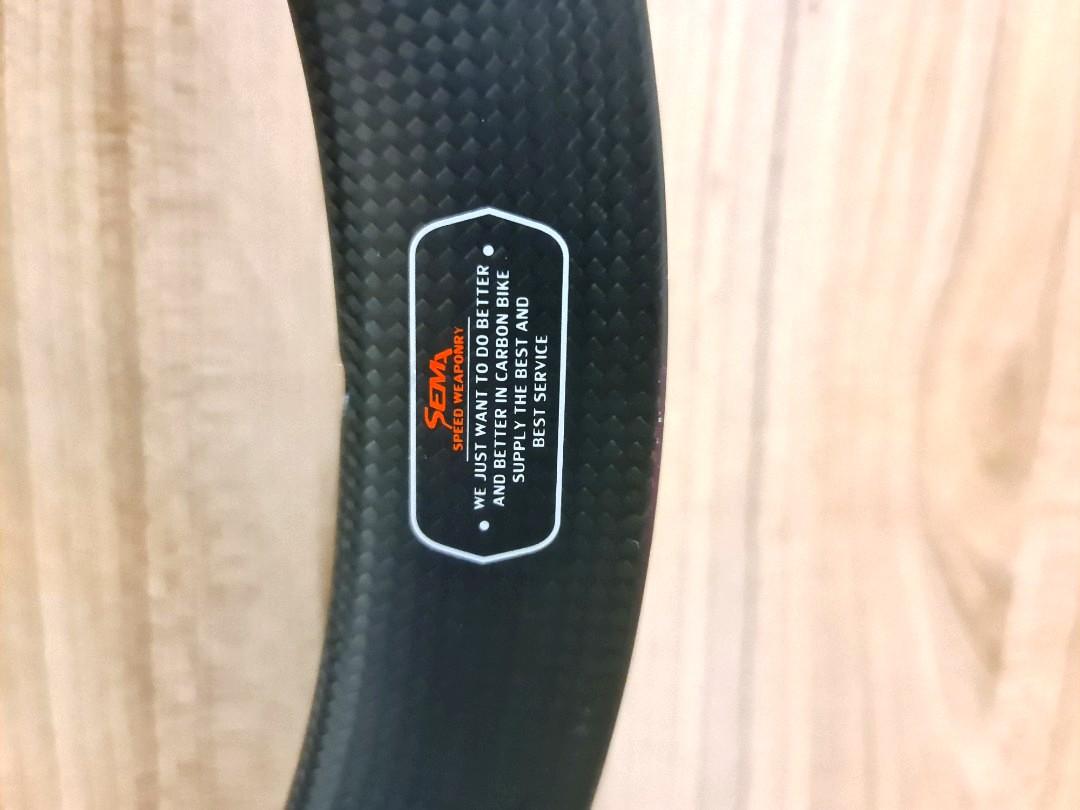 SEMA
SPEED WEAPONRY
WE JUST WANT TO DO BETTER
AND BETTER IN CARBON BIKE
SUPPLY THE BEST AND
BEST SERVICE